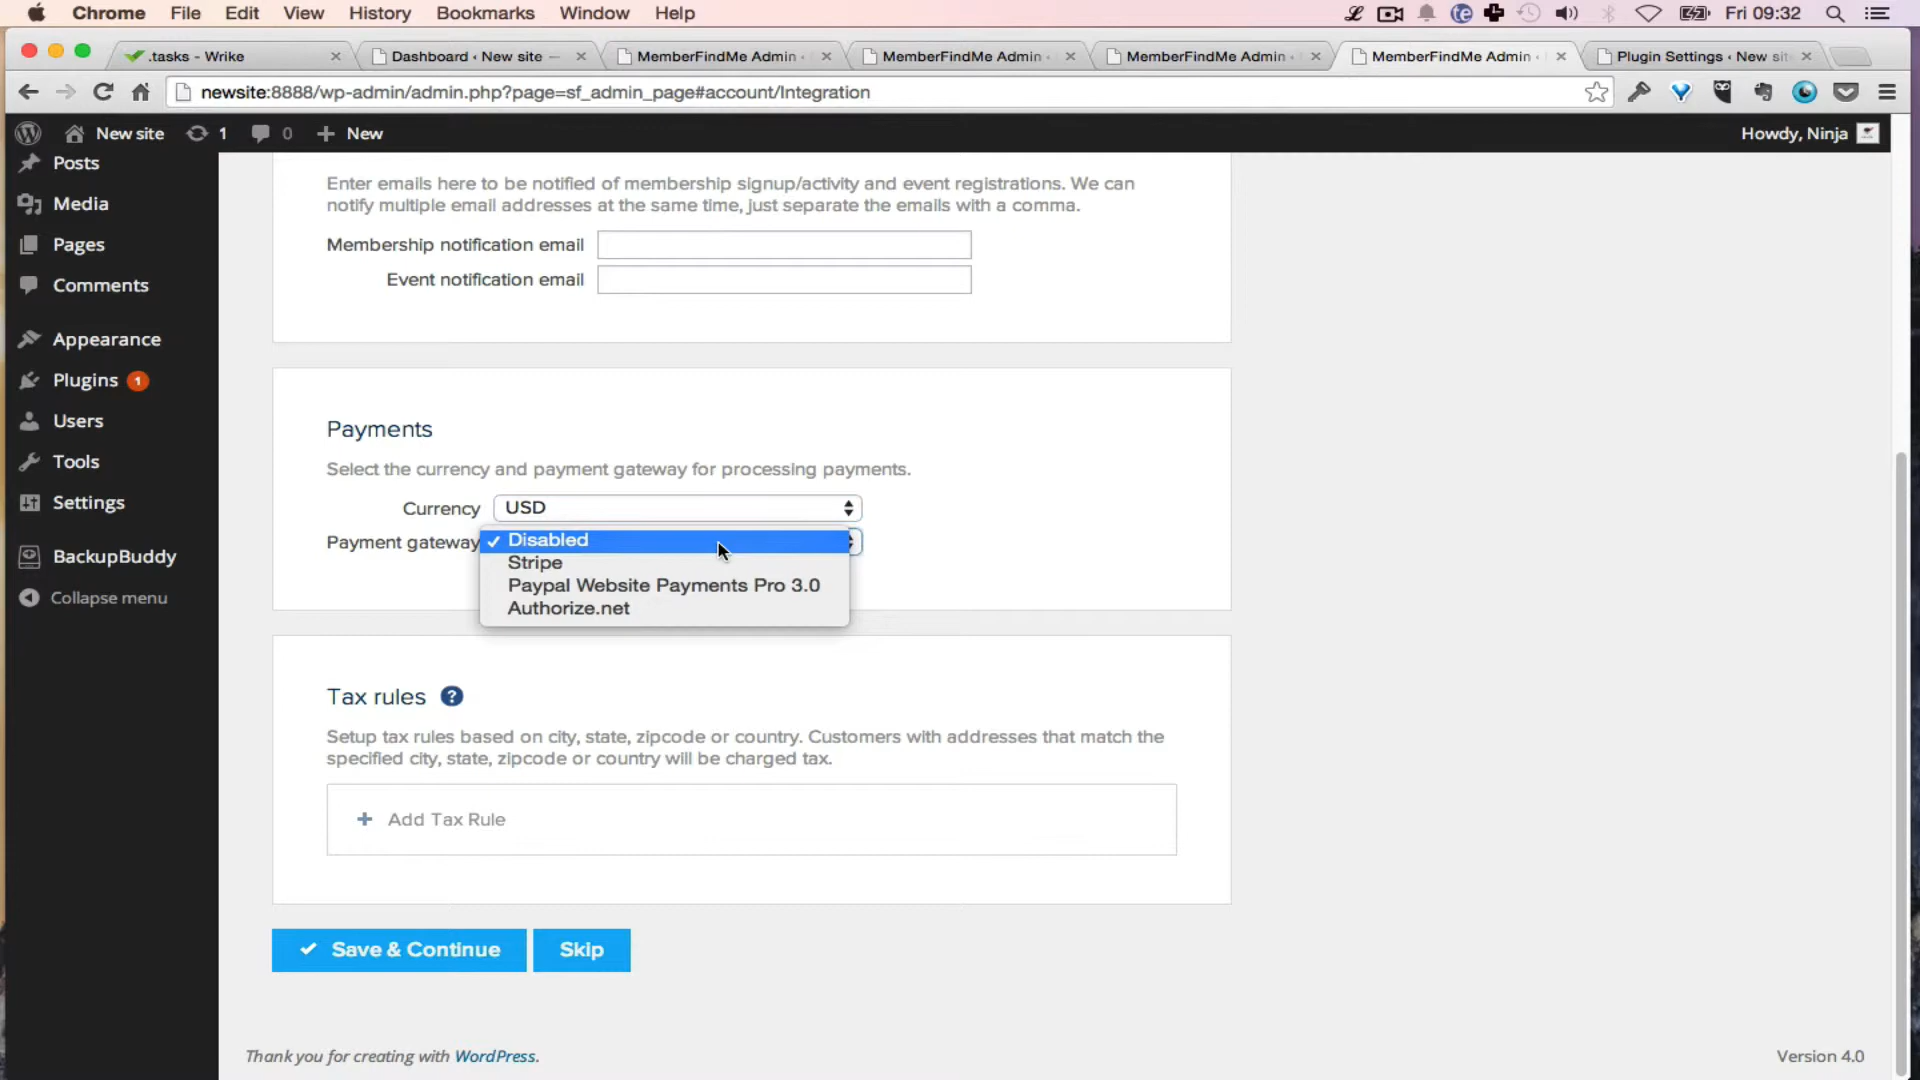 Chrome File Edit View History Bookmarks Window Help Fri 09:32
.tasks - Wrike
Dashboard ‹ New site —
MemberFindMe Admin ‹
MemberFindMe Admin ‹
MemberFindMe Admin ‹
MemberFindMe Admin ‹
Plugin Settings ‹ New sit
newsite:8888/wp-admin/admin.php?page=sf_admin_page#account/Integration
New site 1 0 + New Howdy, Ninja
Posts
Media
Pages
Comments
Appearance
Plugins 1
Users
Tools
Settings
BackupBuddy
Collapse menu
Enter emails here to be notified of membership signup/activity and event registrations. We can
notify multiple email addresses at the same time, just separate the emails with a comma.
Membership notification email
Event notification email
Payments
Select the currency and payment gateway for processing payments.
Currency USD
Payment gateway ✓ Disabled
Stripe
Paypal Website Payments Pro 3.0
Authorize.net
Tax rules ?
Setup tax rules based on city, state, zipcode or country. Customers with addresses that match the
specified city, state, zipcode or country will be charged tax.
+ Add Tax Rule
✓ Save & Continue Skip
Thank you for creating with WordPress. Version 4.0